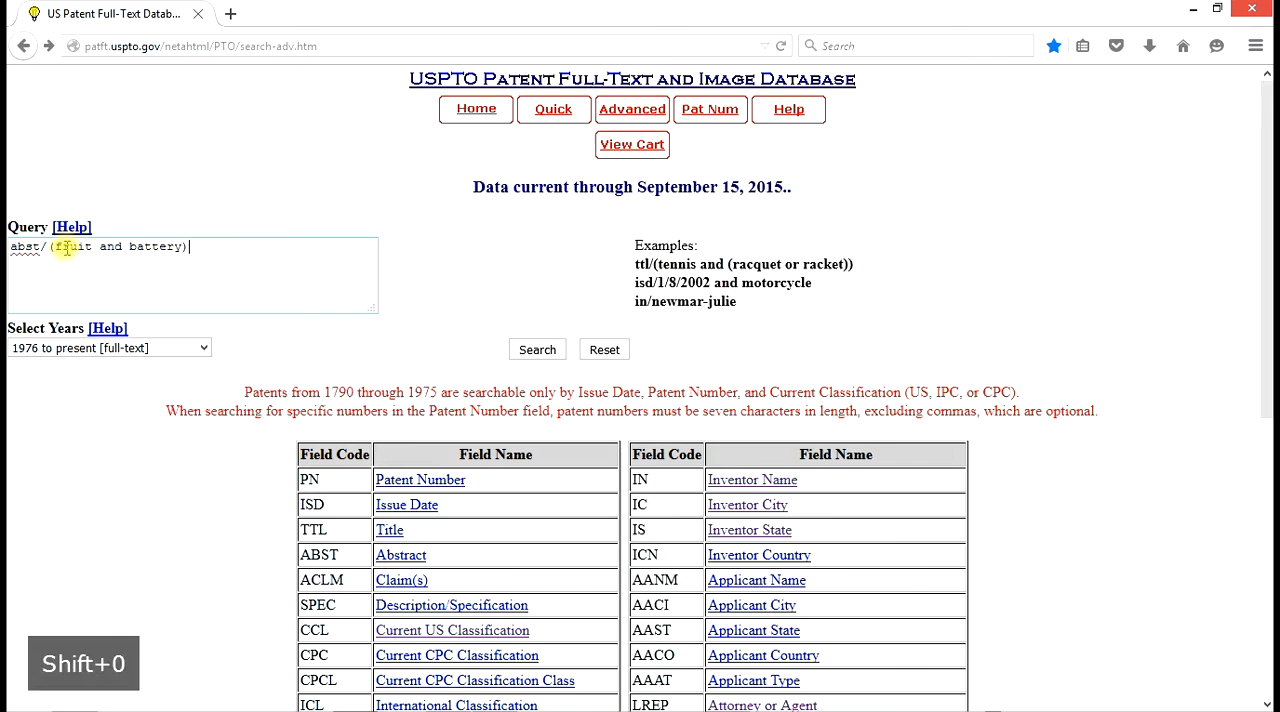 US Patent Full-Text Datab...
patft.uspto.gov/netahtml/PTO/search-adv.htm
Search
USPTO Patent Full-Text and Image Database
Home
Quick
Advanced
Pat Num
Help
View Cart
Data current through September 15, 2015..
Query [Help]
abst/(fruit and battery)
Examples:
ttl/(tennis and (racquet or racket))
isd/1/8/2002 and motorcycle
in/newmar-julie
Select Years [Help]
1976 to present [full-text]
Search
Reset
Patents from 1790 through 1975 are searchable only by Issue Date, Patent Number, and Current Classification (US, IPC, or CPC).
When searching for specific numbers in the Patent Number field, patent numbers must be seven characters in length, excluding commas, which are optional.
Field Code Field Name Field Code Field Name
PN Patent Number IN Inventor Name
ISD Issue Date IC Inventor City
TTL Title IS Inventor State
ABST Abstract ICN Inventor Country
ACLM Claim(s) AANM Applicant Name
SPEC Description/Specification AACI Applicant City
CCL Current US Classification AAST Applicant State
CPC Current CPC Classification AACO Applicant Country
CPCL Current CPC Classification Class AAAT Applicant Type
ICL International Classification LREP Attorney or Agent
Shift+0